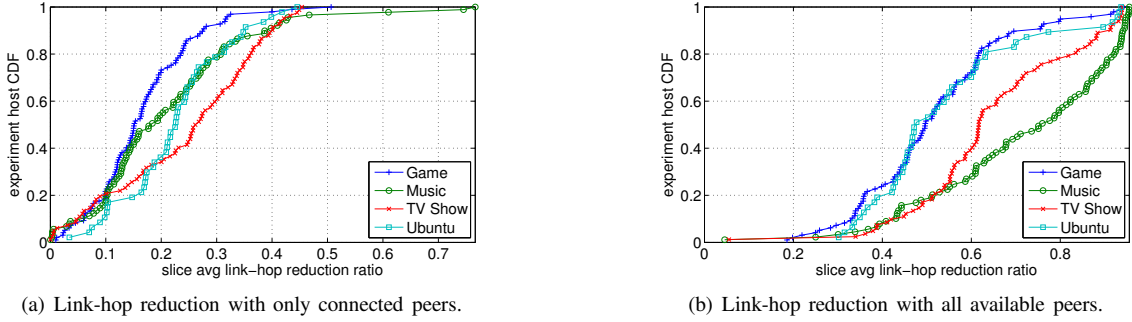 1
0.8
0.6
0.4
0.2
0
experiment host CDF
0 0.1 0.2 0.3 0.4 0.5 0.6 0.7
slice avg link−hop reduction ratio
Game
Music
TV Show
Ubuntu
(a) Link-hop reduction with only connected peers.
1
0.8
0.6
0.4
0.2
0
experiment host CDF
0 0.2 0.4 0.6 0.8
slice avg link−hop reduction ratio
Game
Music
TV Show
Ubuntu
(b) Link-hop reduction with all available peers.